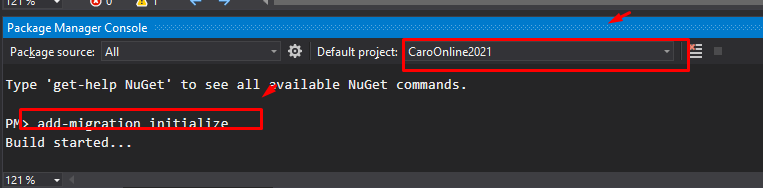 121 %
0
1
Package Manager Console
Package source: All
Default project: CaroOnline2021
Type 'get-help NuGet' to see all available NuGet commands.
PM> add-migration initialize
Build started...
121 %